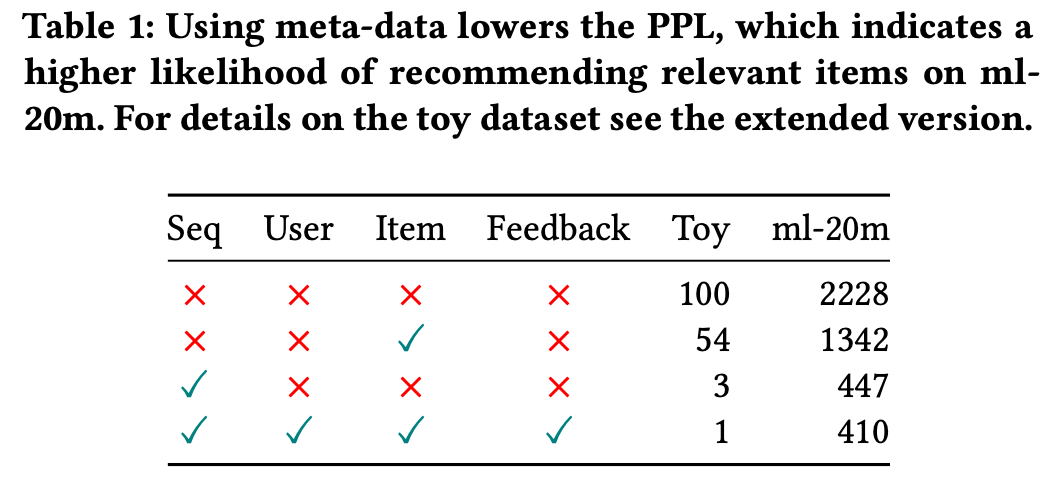 Table 1: Using meta-data lowers the PPL, which indicates a
higher likelihood of recommending relevant items on ml-
20m. For details on the toy dataset see the extended version.
Seq User Item Feedback Toy ml-20m
✕ ✕ ✕ ✕ 100 2228
✕ ✕ ✓ ✕ 54 1342
✓ ✕ ✕ ✕ 3 447
✓ ✓ ✓ ✓ 1 410